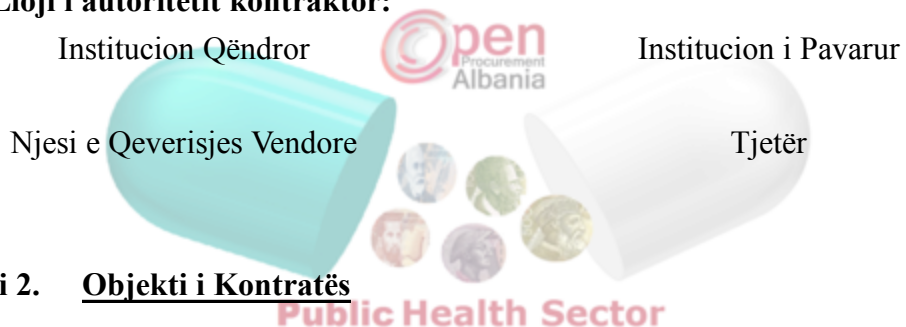 Lloji i autoritetit kontraktor:
Institucion Qëndror
Institucion i Pavarur
Open
Procurement
Albania
Njesi e Qeverisjes Vendore
Tjetër
i 2. Objekti i Kontratës
Public Health Sector